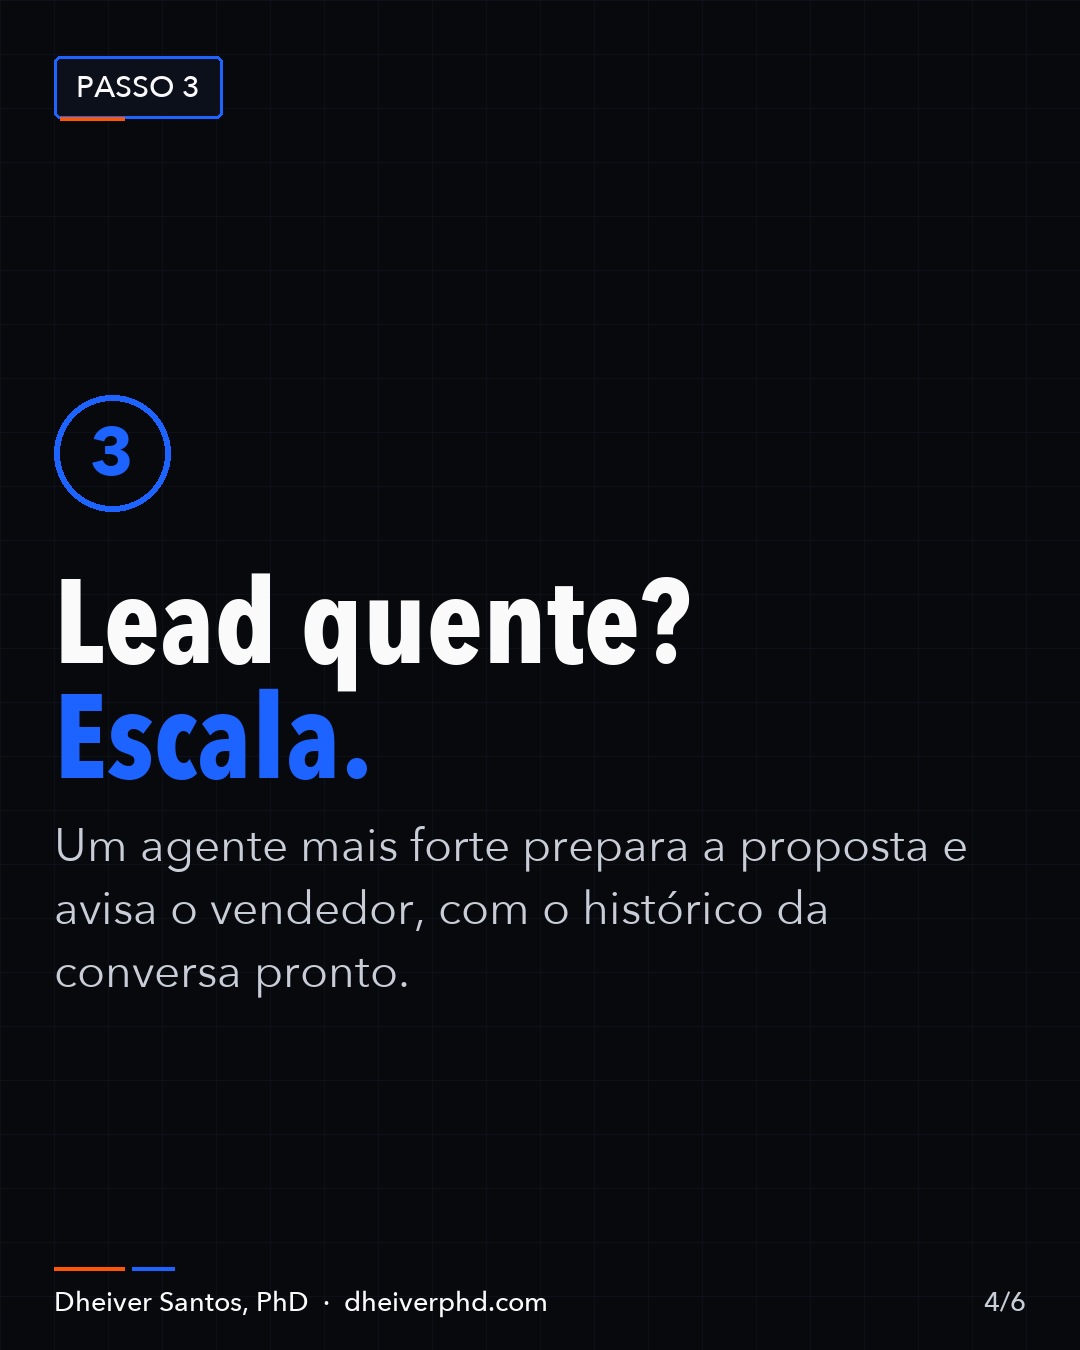 PASSO 3
3
Lead quente?
Escala.
Um agente mais forte prepara a proposta e
avisa o vendedor, com o histórico da
conversa pronto.
Dheiver Santos, PhD · dheiverphd.com
4/6